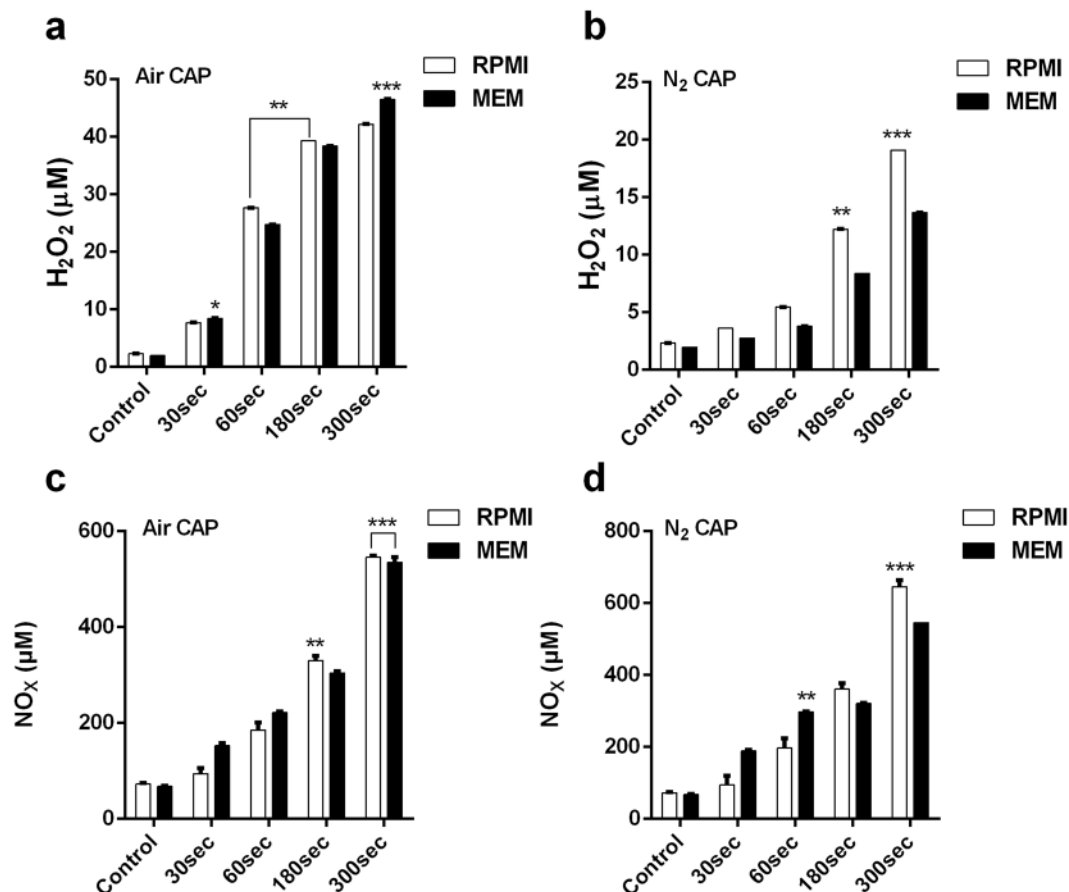 a
Air CAP
RPMI
MEM
H₂O₂ (μM)
50
40
30
20
10
0
*
**
***
Control
30sec
60sec
180sec
300sec
b
N₂ CAP
RPMI
MEM
H₂O₂ (μM)
25
20
15
10
5
0
**
***
Control
30sec
60sec
180sec
300sec
c
Air CAP
RPMI
MEM
NOₓ (μM)
600
400
200
0
**
***
Control
30sec
60sec
180sec
300sec
d
N₂ CAP
RPMI
MEM
NOₓ (μM)
800
600
400
200
0
**
***
Control
30sec
60sec
180sec
300sec